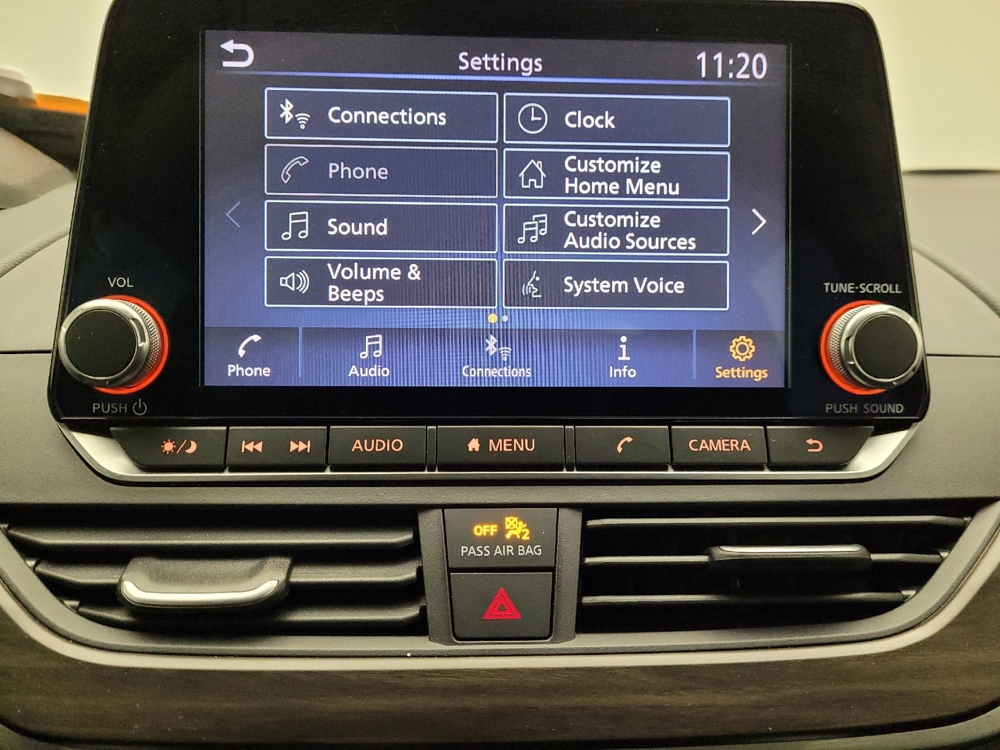 Settings
11:20
Connections
Clock
Phone
Customize
Home Menu
Sound
Customize
Audio Sources
Volume &
Beeps
System Voice
Phone
Audio
Connections
Info
Settings
VOL
PUSH
TUNE·SCROLL
PUSH SOUND
AUDIO
MENU
CAMERA
OFF 2
PASS AIR BAG